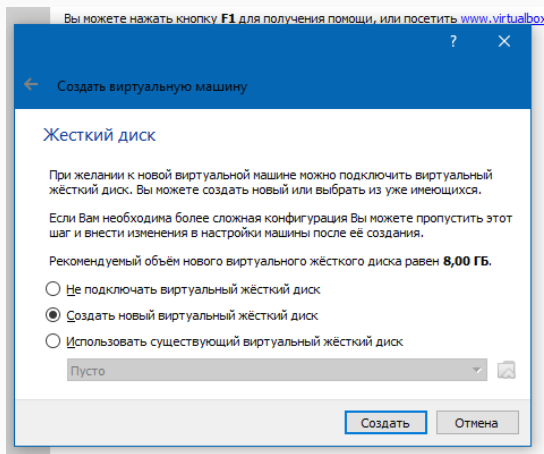 Вы можете нажать кнопку F1 для получения помощи, или посетить www.virtualbox
?
Создать виртуальную машину
Жесткий диск
При желании к новой виртуальной машине можно подключить виртуальный
жёсткий диск. Вы можете создать новый или выбрать из уже имеющихся.
Если Вам необходима более сложная конфигурация Вы можете пропустить этот
шаг и внести изменения в настройки машины после её создания.
Рекомендуемый объём нового виртуального жёсткого диска равен 8,00 ГБ.
Не подключать виртуальный жёсткий диск
Создать новый виртуальный жёсткий диск
Использовать существующий виртуальный жёсткий диск
Пусто
Создать
Отмена